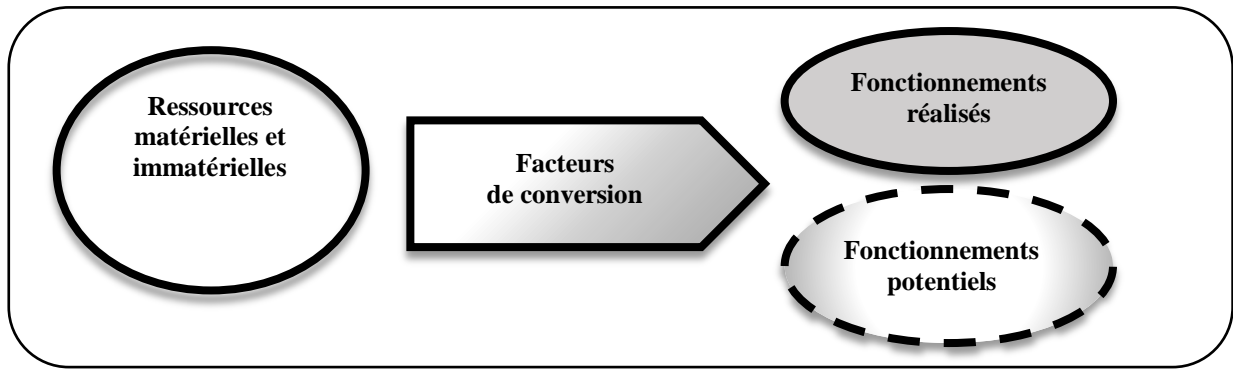 Ressources
matérielles et
immatérielles
Facteurs
de conversion
Fonctionnements
réalisés
Fonctionnements
potentiels